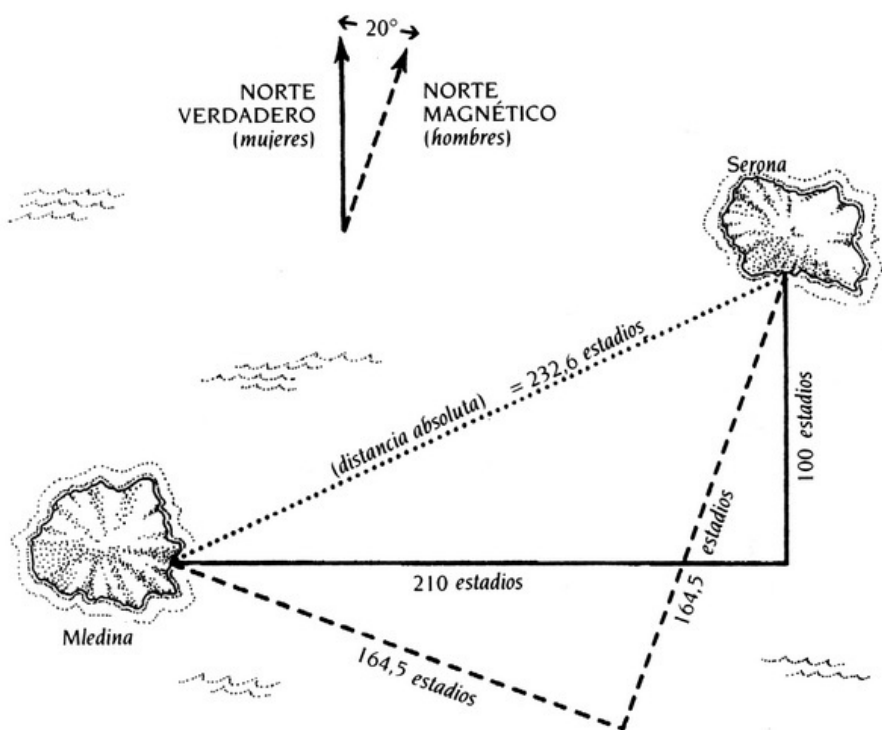 20°
NORTE
VERDADERO
(mujeres)
NORTE
MAGNÉTICO
(hombres)
Serona
(distancia absoluta) = 232,6 estadios
100 estadios
210 estadios
164,5 estadios
164,5 estadios
Mledina